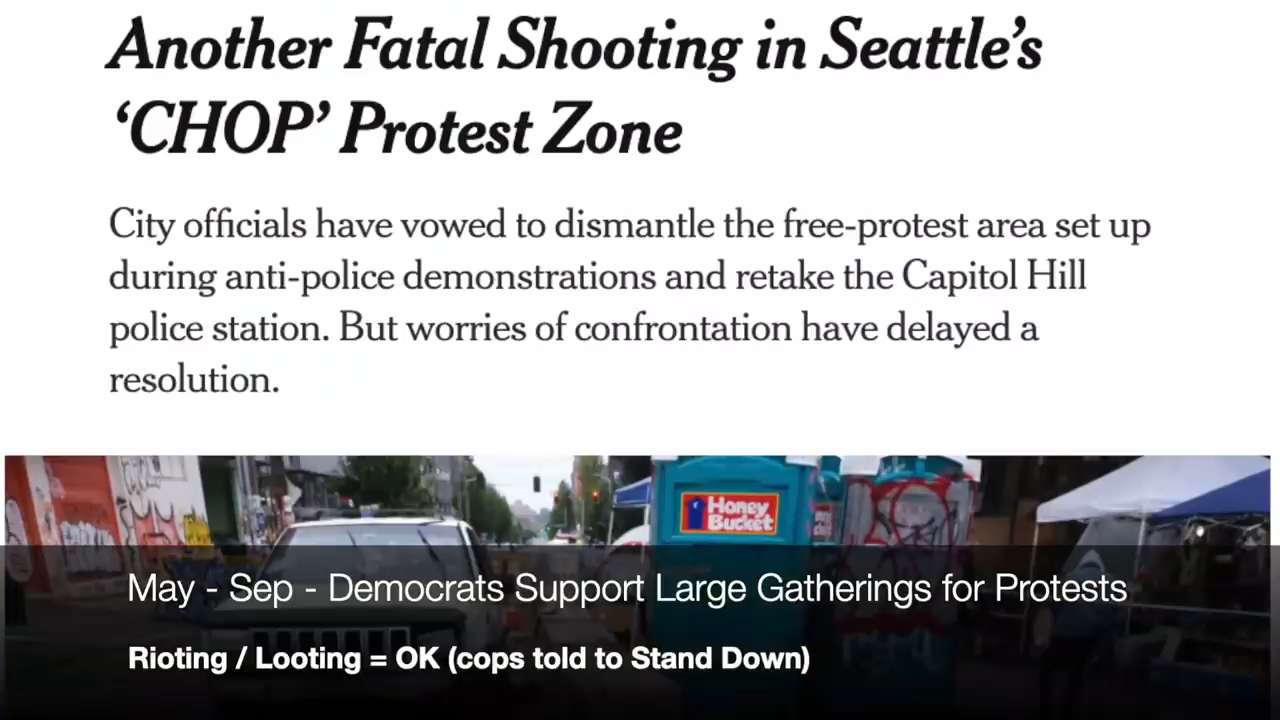 Another Fatal Shooting in Seattle’s
‘CHOP’ Protest Zone
City officials have vowed to dismantle the free-protest area set up
during anti-police demonstrations and retake the Capitol Hill
police station. But worries of confrontation have delayed a
resolution.
Honey
Bucket
May - Sep - Democrats Support Large Gatherings for Protests
Rioting / Looting = OK (cops told to Stand Down)